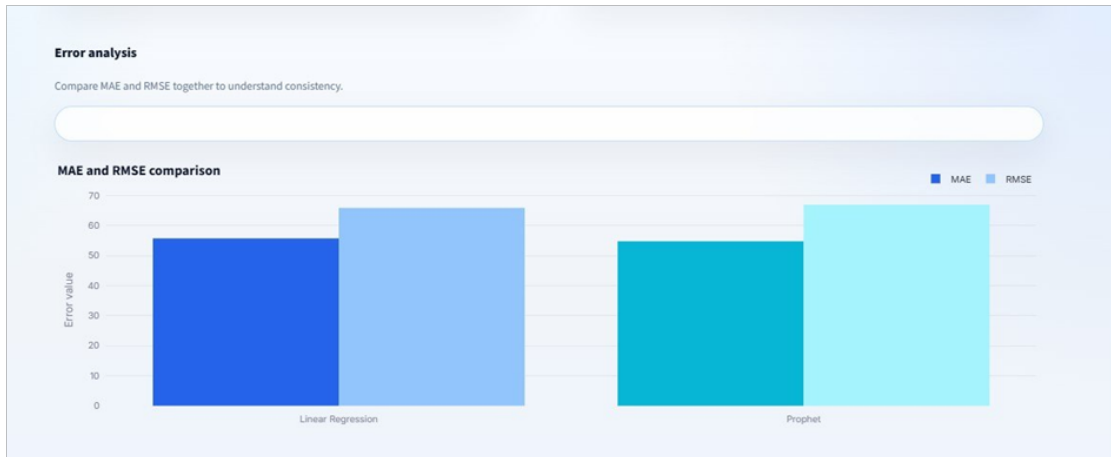 Error analysis
Compare MAE and RMSE together to understand consistency.
MAE and RMSE comparison
MAE RMSE
70
60
50
40
30
20
10
0
Error value
Linear Regression Prophet